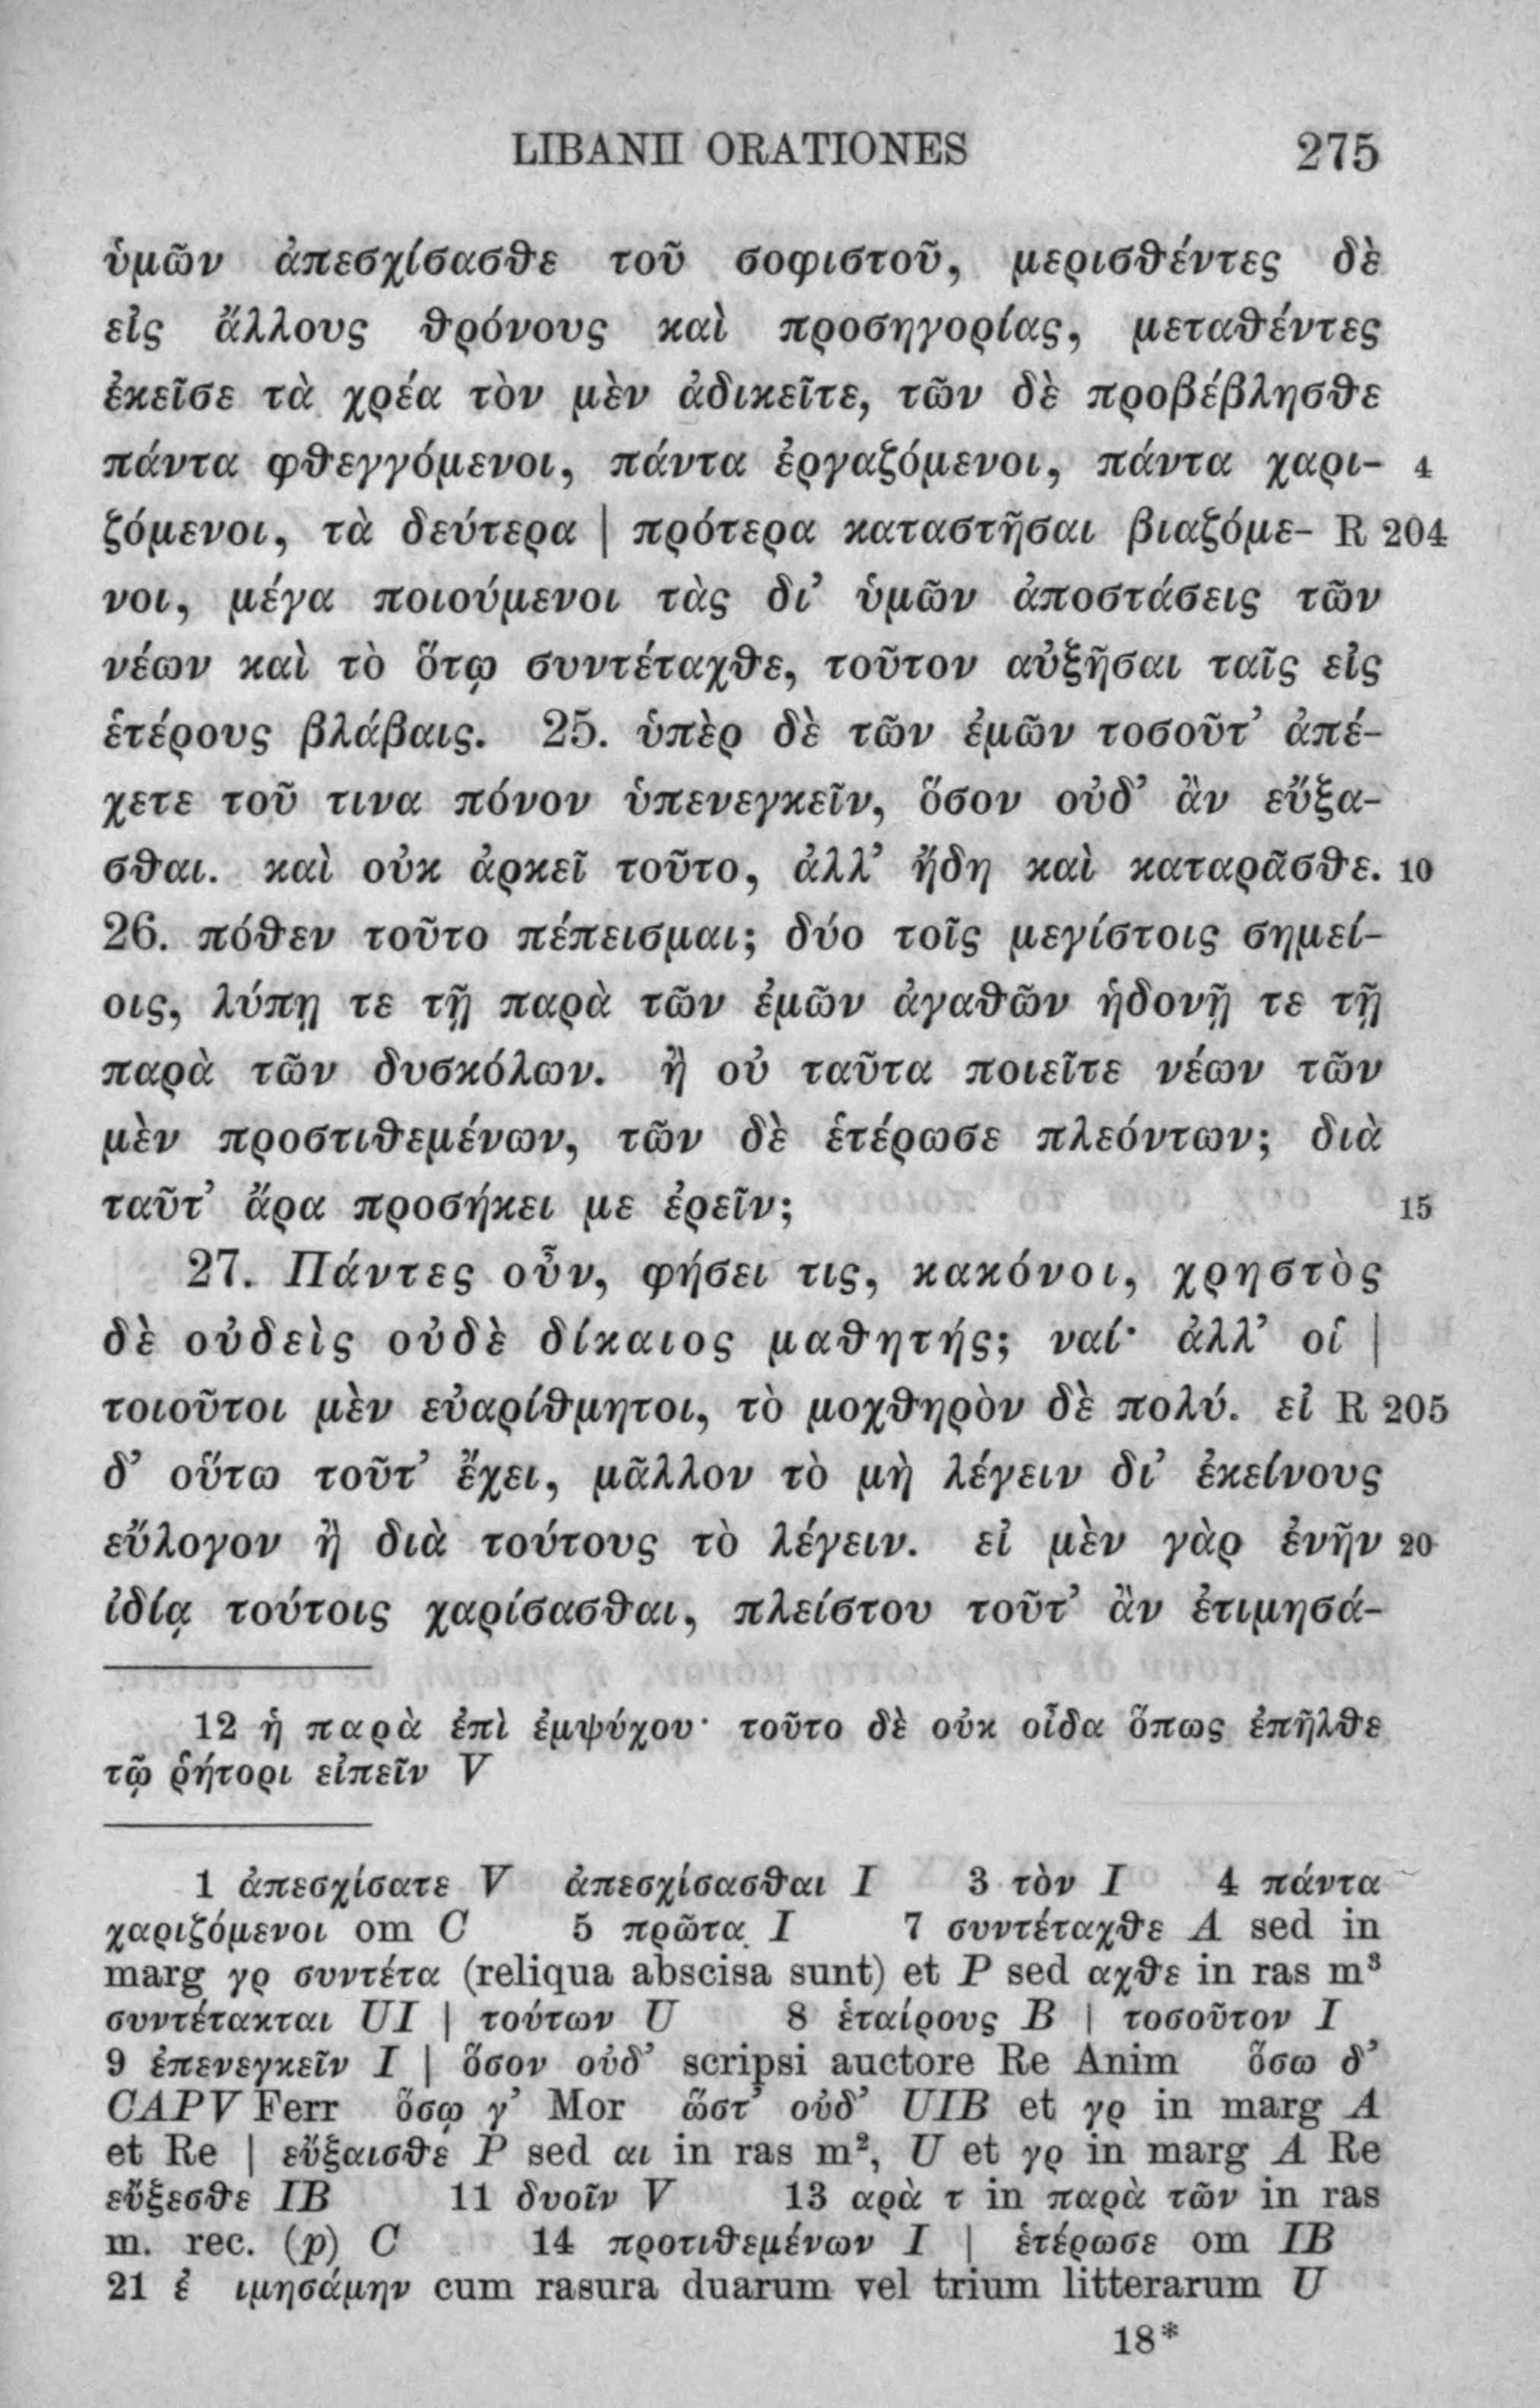 LIBANII ORATIONES 275
ὑμῶν ἀπεσχίσασθε τοῦ σοφιστοῦ, μερισθέντες δὲ
εἰς ἄλλους θρόνους καὶ προσηγορίας, μεταθέντες
ἐκεῖσε τὰ χρέα τὸν μὲν ἀδικεῖτε, τῶν δὲ προβέβλησθε
πάντα φθεγγόμενοι, πάντα ἐργαζόμενοι, πάντα χαρι- 4
ζόμενοι, τὰ δεύτερα | πρότερα καταστῆσαι βιαζόμε- R 204
νοι, μέγα ποιούμενοι τὰς δι’ ὑμῶν ἀποστάσεις τῶν
νέων καὶ τὸ ὅτῳ συντέταχθε, τοῦτον αὐξῆσαι ταῖς εἰς
ἑτέρους βλάβαις. 25. ὑπὲρ δὲ τῶν ἐμῶν τοσοῦτ’ ἀπέ-
χετε τοῦ τινα πόνον ὑπενεγκεῖν, ὅσον οὐδ’ ἂν εὔξα-
σθαι. καὶ οὐκ ἀρκεῖ τοῦτο, ἀλλ’ ἤδη καὶ καταρᾶσθε. 10
26. πόθεν τοῦτο πέπεισμαι; δύο τοῖς μεγίστοις σημεί-
οις, λύπῃ τε τῇ παρὰ τῶν ἐμῶν ἀγαθῶν ἡδονῇ τε τῇ
παρὰ τῶν δυσκόλων. ἢ οὐ ταῦτα ποιεῖτε νέων τῶν
μὲν προστιθεμένων, τῶν δὲ ἑτέρωσε πλεόντων; διὰ
ταῦτ’ ἄρα προσήκει με ἐρεῖν; 15
27. Πάντες οὖν, φήσει τις, κακόνοι, χρηστὸς
δὲ οὐδεὶς οὐδὲ δίκαιος μαθητής; ναί· ἀλλ’ οἱ |
τοιοῦτοι μὲν εὐαρίθμητοι, τὸ μοχθηρὸν δὲ πολύ. εἰ R 205
δ’ οὕτω τοῦτ’ ἔχει, μᾶλλον τὸ μὴ λέγειν δι’ ἐκείνους
εὔλογον ἢ διὰ τούτους τὸ λέγειν. εἰ μὲν γὰρ ἐνῆν 20
ἰδίᾳ τούτοις χαρίσασθαι, πλείστου τοῦτ’ ἂν ἐτιμησά-
12 ἡ παρὰ ἐπὶ ἐμψύχου· τοῦτο δὲ οὐκ οἶδα ὅπως ἐπῆλθε
τῷ ῥήτορι εἰπεῖν V
1 ἀπεσχίσατε V ἀπεσχίσασθαι I 3 τὸν I 4 πάντα
χαριζόμενοι om C 5 πρῶτα I 7 συντέταχθε A sed in
marg γρ συντέτα (reliqua abscisa sunt) et P sed αχθε in ras m³
συντέτακται UI | τούτων U 8 ἑταίρους B | τοσοῦτον I
9 ἐπενεγκεῖν I | ὅσον οὐδ’ scripsi auctore Re Anim ὅσω δ’
CAPV Ferr ὅσῳ γ’ Mor ὥστ’ οὐδ’ UIB et γρ in marg A
et Re | εὔξαισθε P sed αι in ras m², U et γρ in marg A Re
εὔξεσθε IB 11 δυοῖν V 13 αρὰ τ in παρὰ τῶν in ras
m. rec. (p) C 14 προτιθεμένων I | ἑτέρωσε om IB
21 ἐ ιμησάμην cum rasura duarum vel trium litterarum U
18*